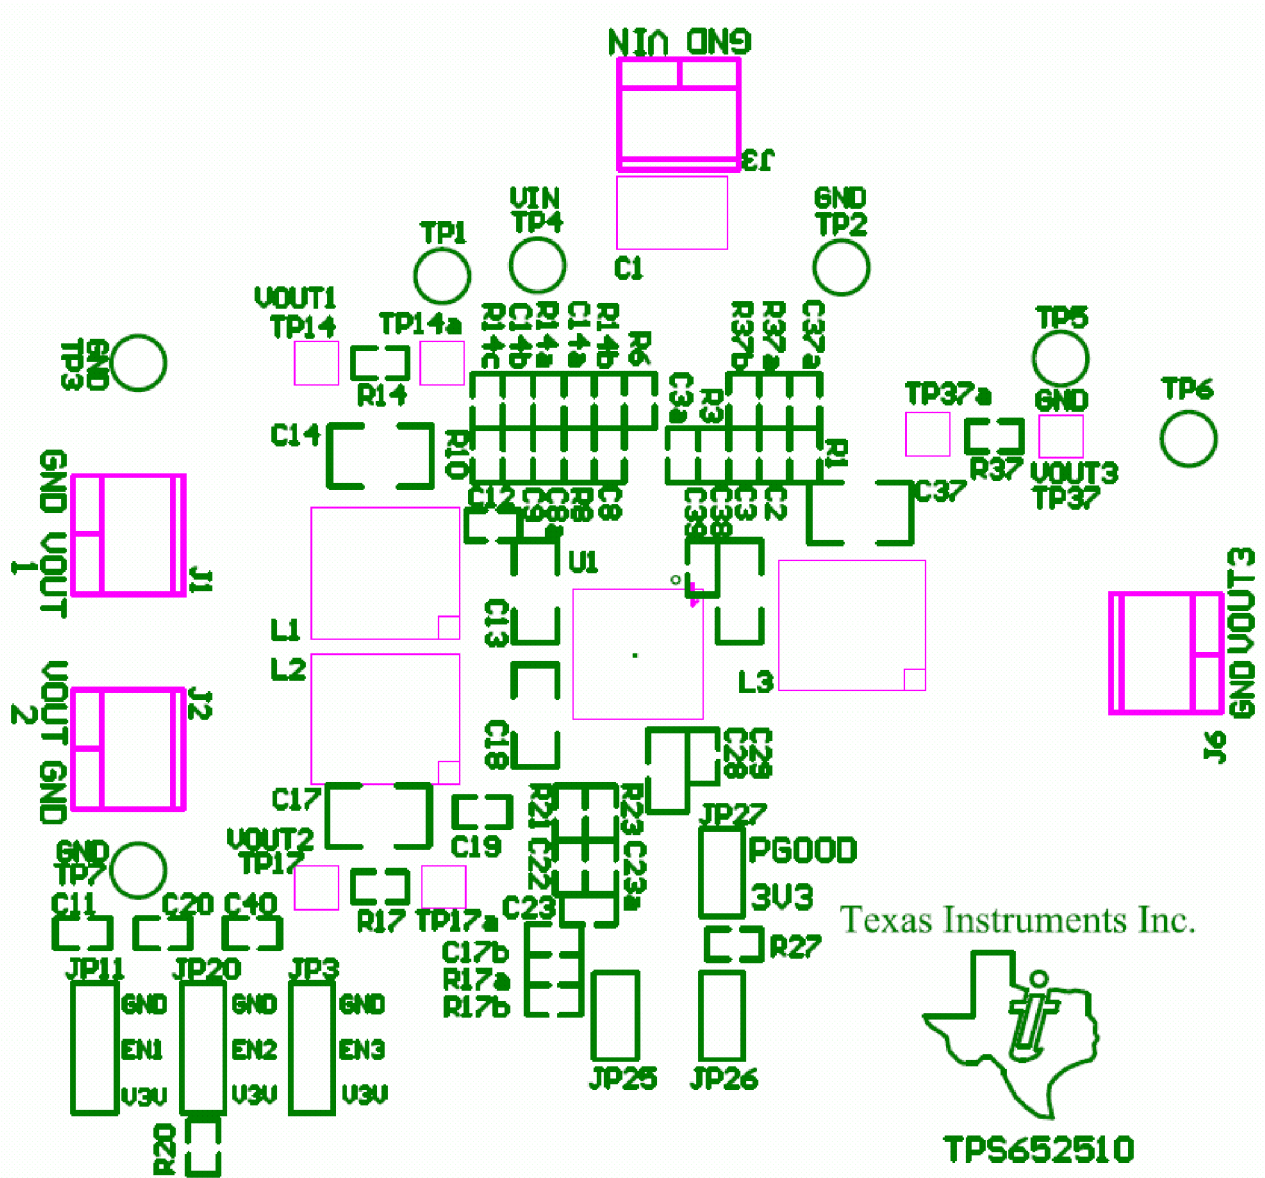 VIN GND
J3
C1
VIN
TP4
GND
TP2
TP1
VOUT1
TP14
TP14a
R14
C14
GND
TP3
R14c
C14b
R14a
C14a
R14b
R6
R37b
R37a
C37a
C3a
R3
R10
R1
TP5
GND
TP6
TP37a
R37
VOUT3
TP37
C37
C12
C9
C8a
R8
C8
C39
C38
C3
C2
GND VOUT
1
J1
U1
C13
L1
L2
L3
C18
VOUT GND
2
J2
GND VOUT3
J6
C28
C29
C17
VOUT2
TP17
R17
TP17a
C19
R21
R23
C22
C23a
C23
JP27
PGOOD
3V3
R27
GND
TP7
C11
C20
C40
C17b
R17a
R17b
JP11
GND
EN1
V3V
JP20
GND
EN2
V3V
JP3
GND
EN3
V3V
R20
JP25
JP26
Texas Instruments Inc.
TPS652510